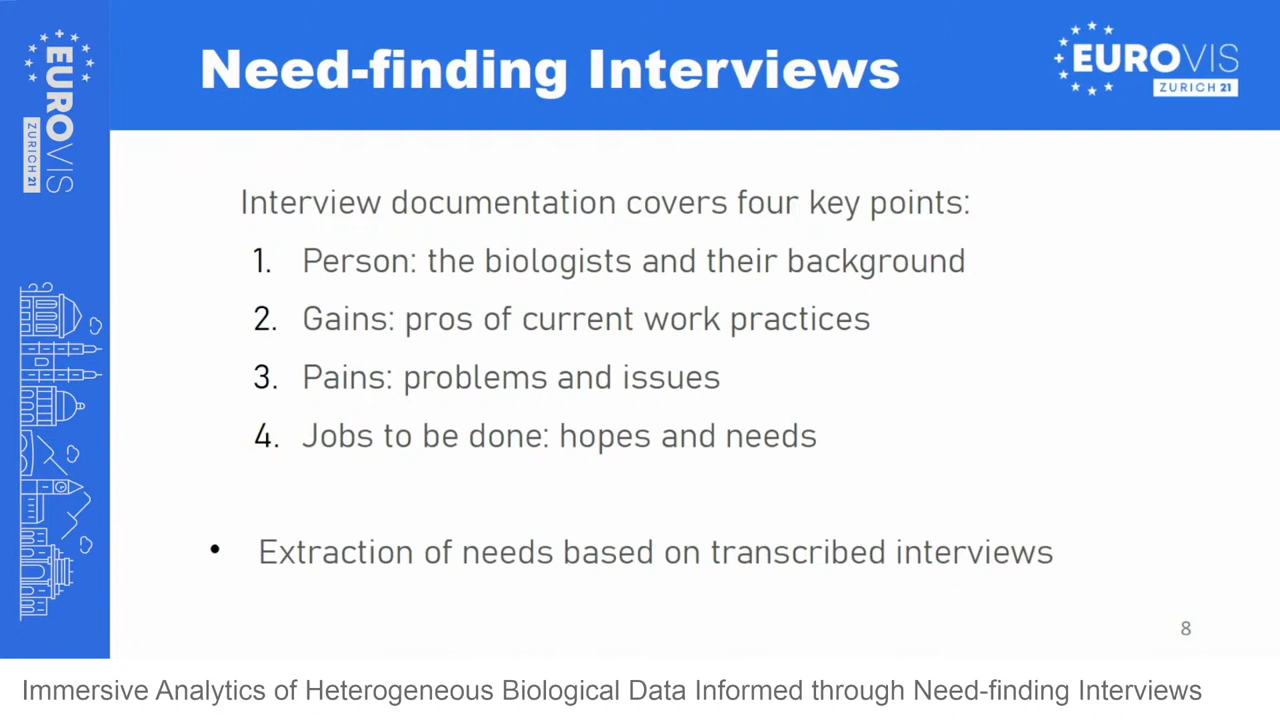 Need-finding Interviews
EUROVIS
ZURICH 21
EUROVIS
ZURICH 21
Interview documentation covers four key points:
1. Person: the biologists and their background
2. Gains: pros of current work practices
3. Pains: problems and issues
4. Jobs to be done: hopes and needs
• Extraction of needs based on transcribed interviews
8
Immersive Analytics of Heterogeneous Biological Data Informed through Need-finding Interviews